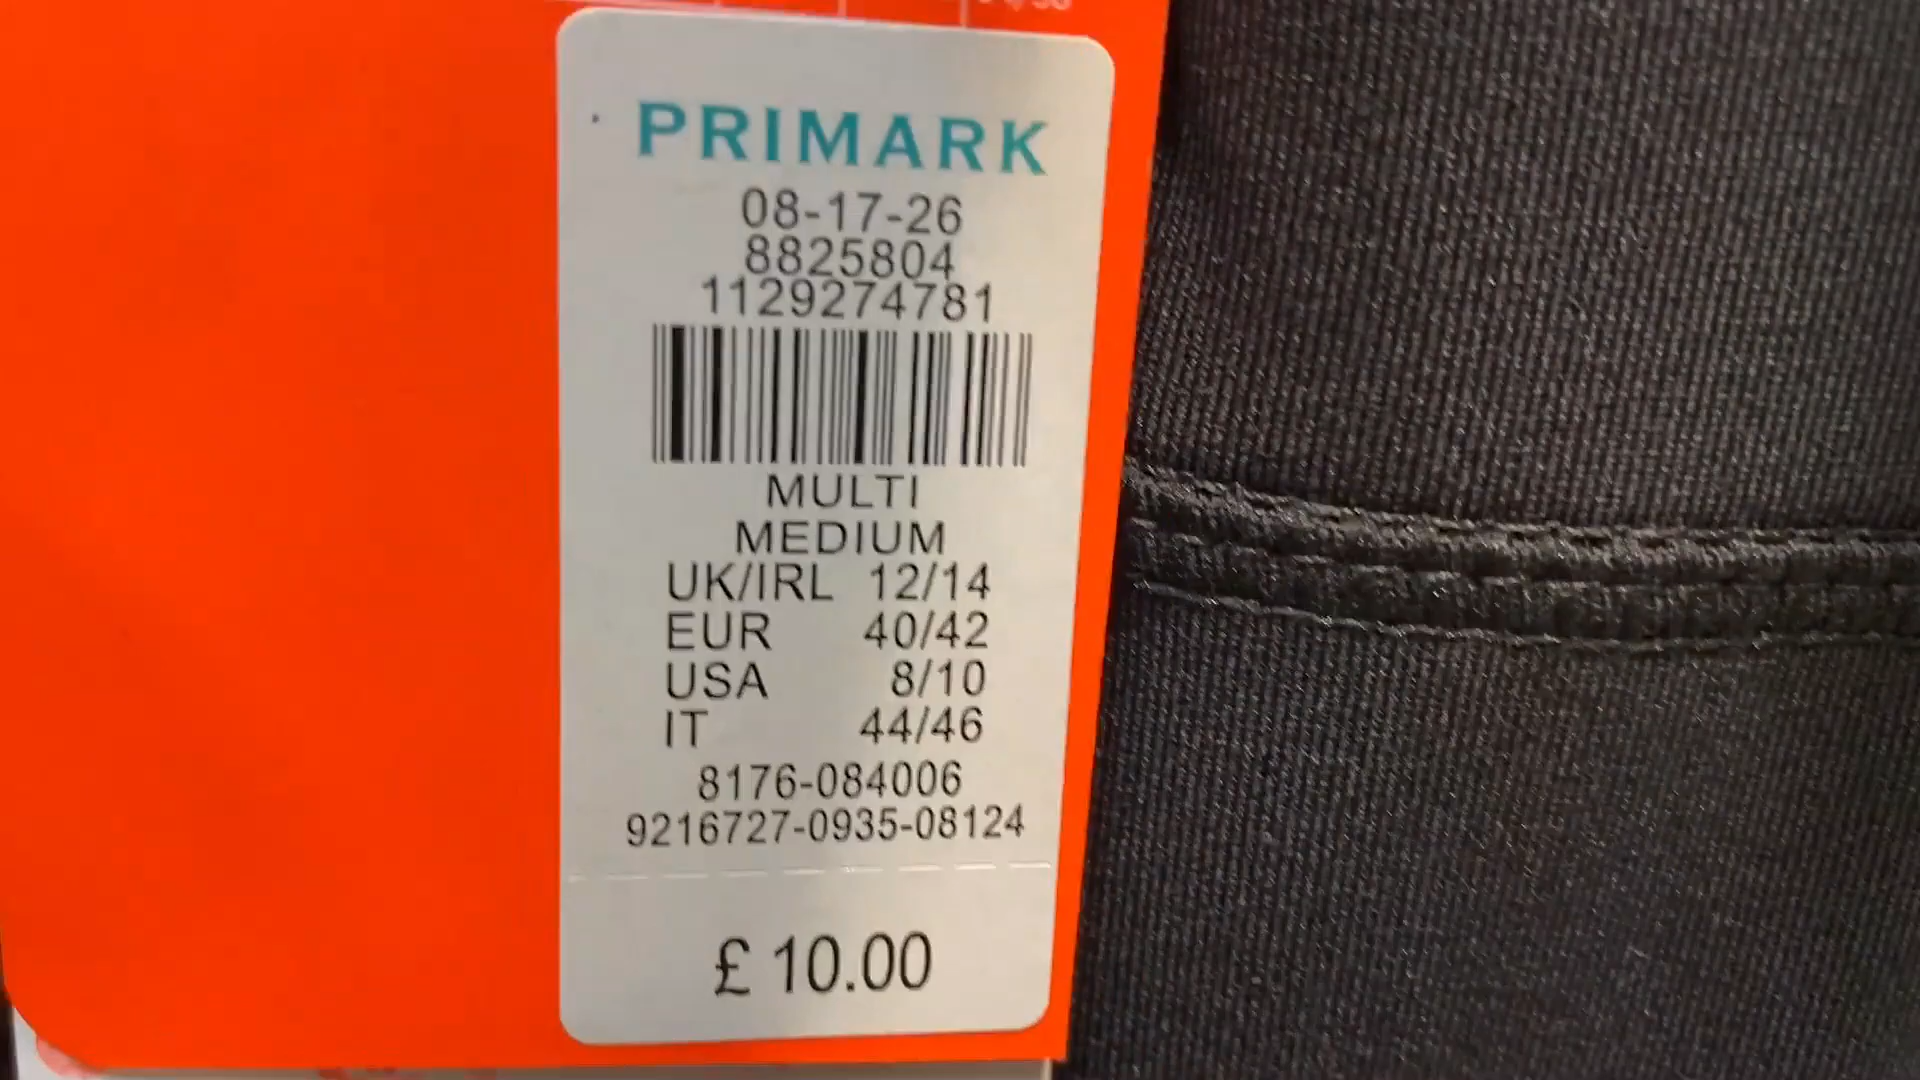 PRIMARK
08-17-26
8825804
1129274781
MULTI
MEDIUM
UK/IRL 12/14
EUR 40/42
USA 8/10
IT 44/46
8176-084006
9216727-0935-08124
£ 10.00